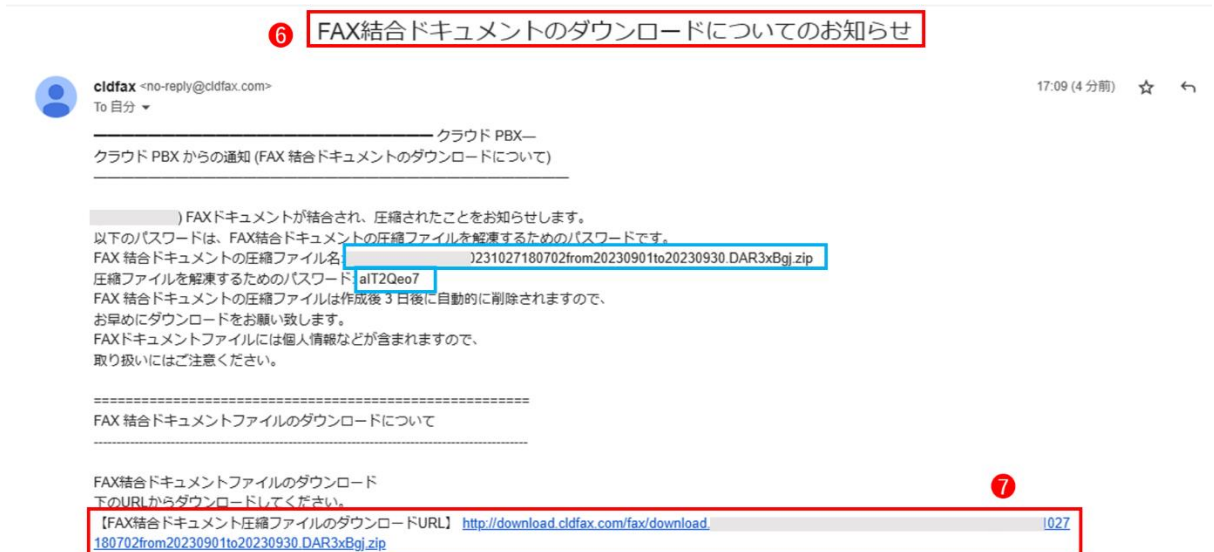 ❻ FAX結合ドキュメントのダウンロードについてのお知らせ
cldfax <no-reply@cldfax.com>
17:09 (4 分前)
To 自分
━━━━━━━━━━━━━━━━━━━━━━━━━ クラウド PBX―
クラウド PBX からの通知 (FAX 結合ドキュメントのダウンロードについて)
―――――――――――――――――――――――――――――――――――
) FAXドキュメントが結合され、圧縮されたことをお知らせします。
以下のパスワードは、FAX結合ドキュメントの圧縮ファイルを解凍するためのパスワードです。
FAX 結合ドキュメントの圧縮ファイル名: 0231027180702from20230901to20230930.DAR3xBgj.zip
圧縮ファイルを解凍するためのパスワード: alT2Qeo7
FAX 結合ドキュメントの圧縮ファイルは作成後 3 日後に自動的に削除されますので、
お早めにダウンロードをお願い致します。
FAXドキュメントファイルには個人情報などが含まれますので、
取り扱いにはご注意ください。
=======================================================
FAX 結合ドキュメントファイルのダウンロードについて
-----------------------------------------------------------------------------------------------
FAX結合ドキュメントファイルのダウンロード
下のURLからダウンロードしてください。
❼
【FAX結合ドキュメント圧縮ファイルのダウンロードURL】 http://download.cldfax.com/fax/download. 1027
180702from20230901to20230930.DAR3xBgj.zip